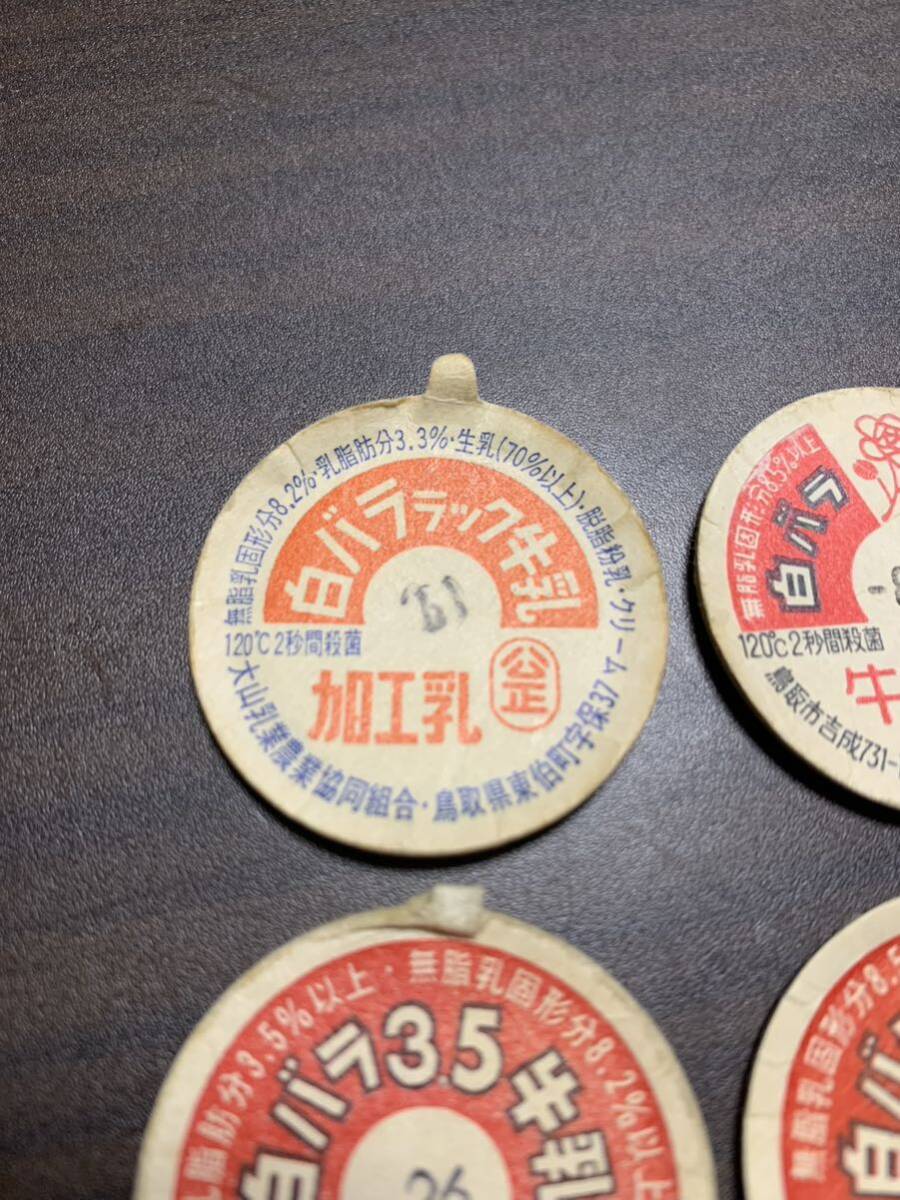 無脂乳固形分8.2%・乳脂肪分3.3%・生乳(70%以上)・脱脂粉乳・クリーム
白バララック牛乳
120℃2秒間殺菌
加工乳
公正
大山乳業農業協同組合・鳥取県東伯町字保37
無脂乳固形分8.5%以上
白バラ
120℃2秒間殺菌
牛
鳥取市吉成731-
乳脂肪分3.5%以上・無脂乳固形分8.2%以上
白バラ3.5牛乳
26
無脂乳固形分8.5
白バ